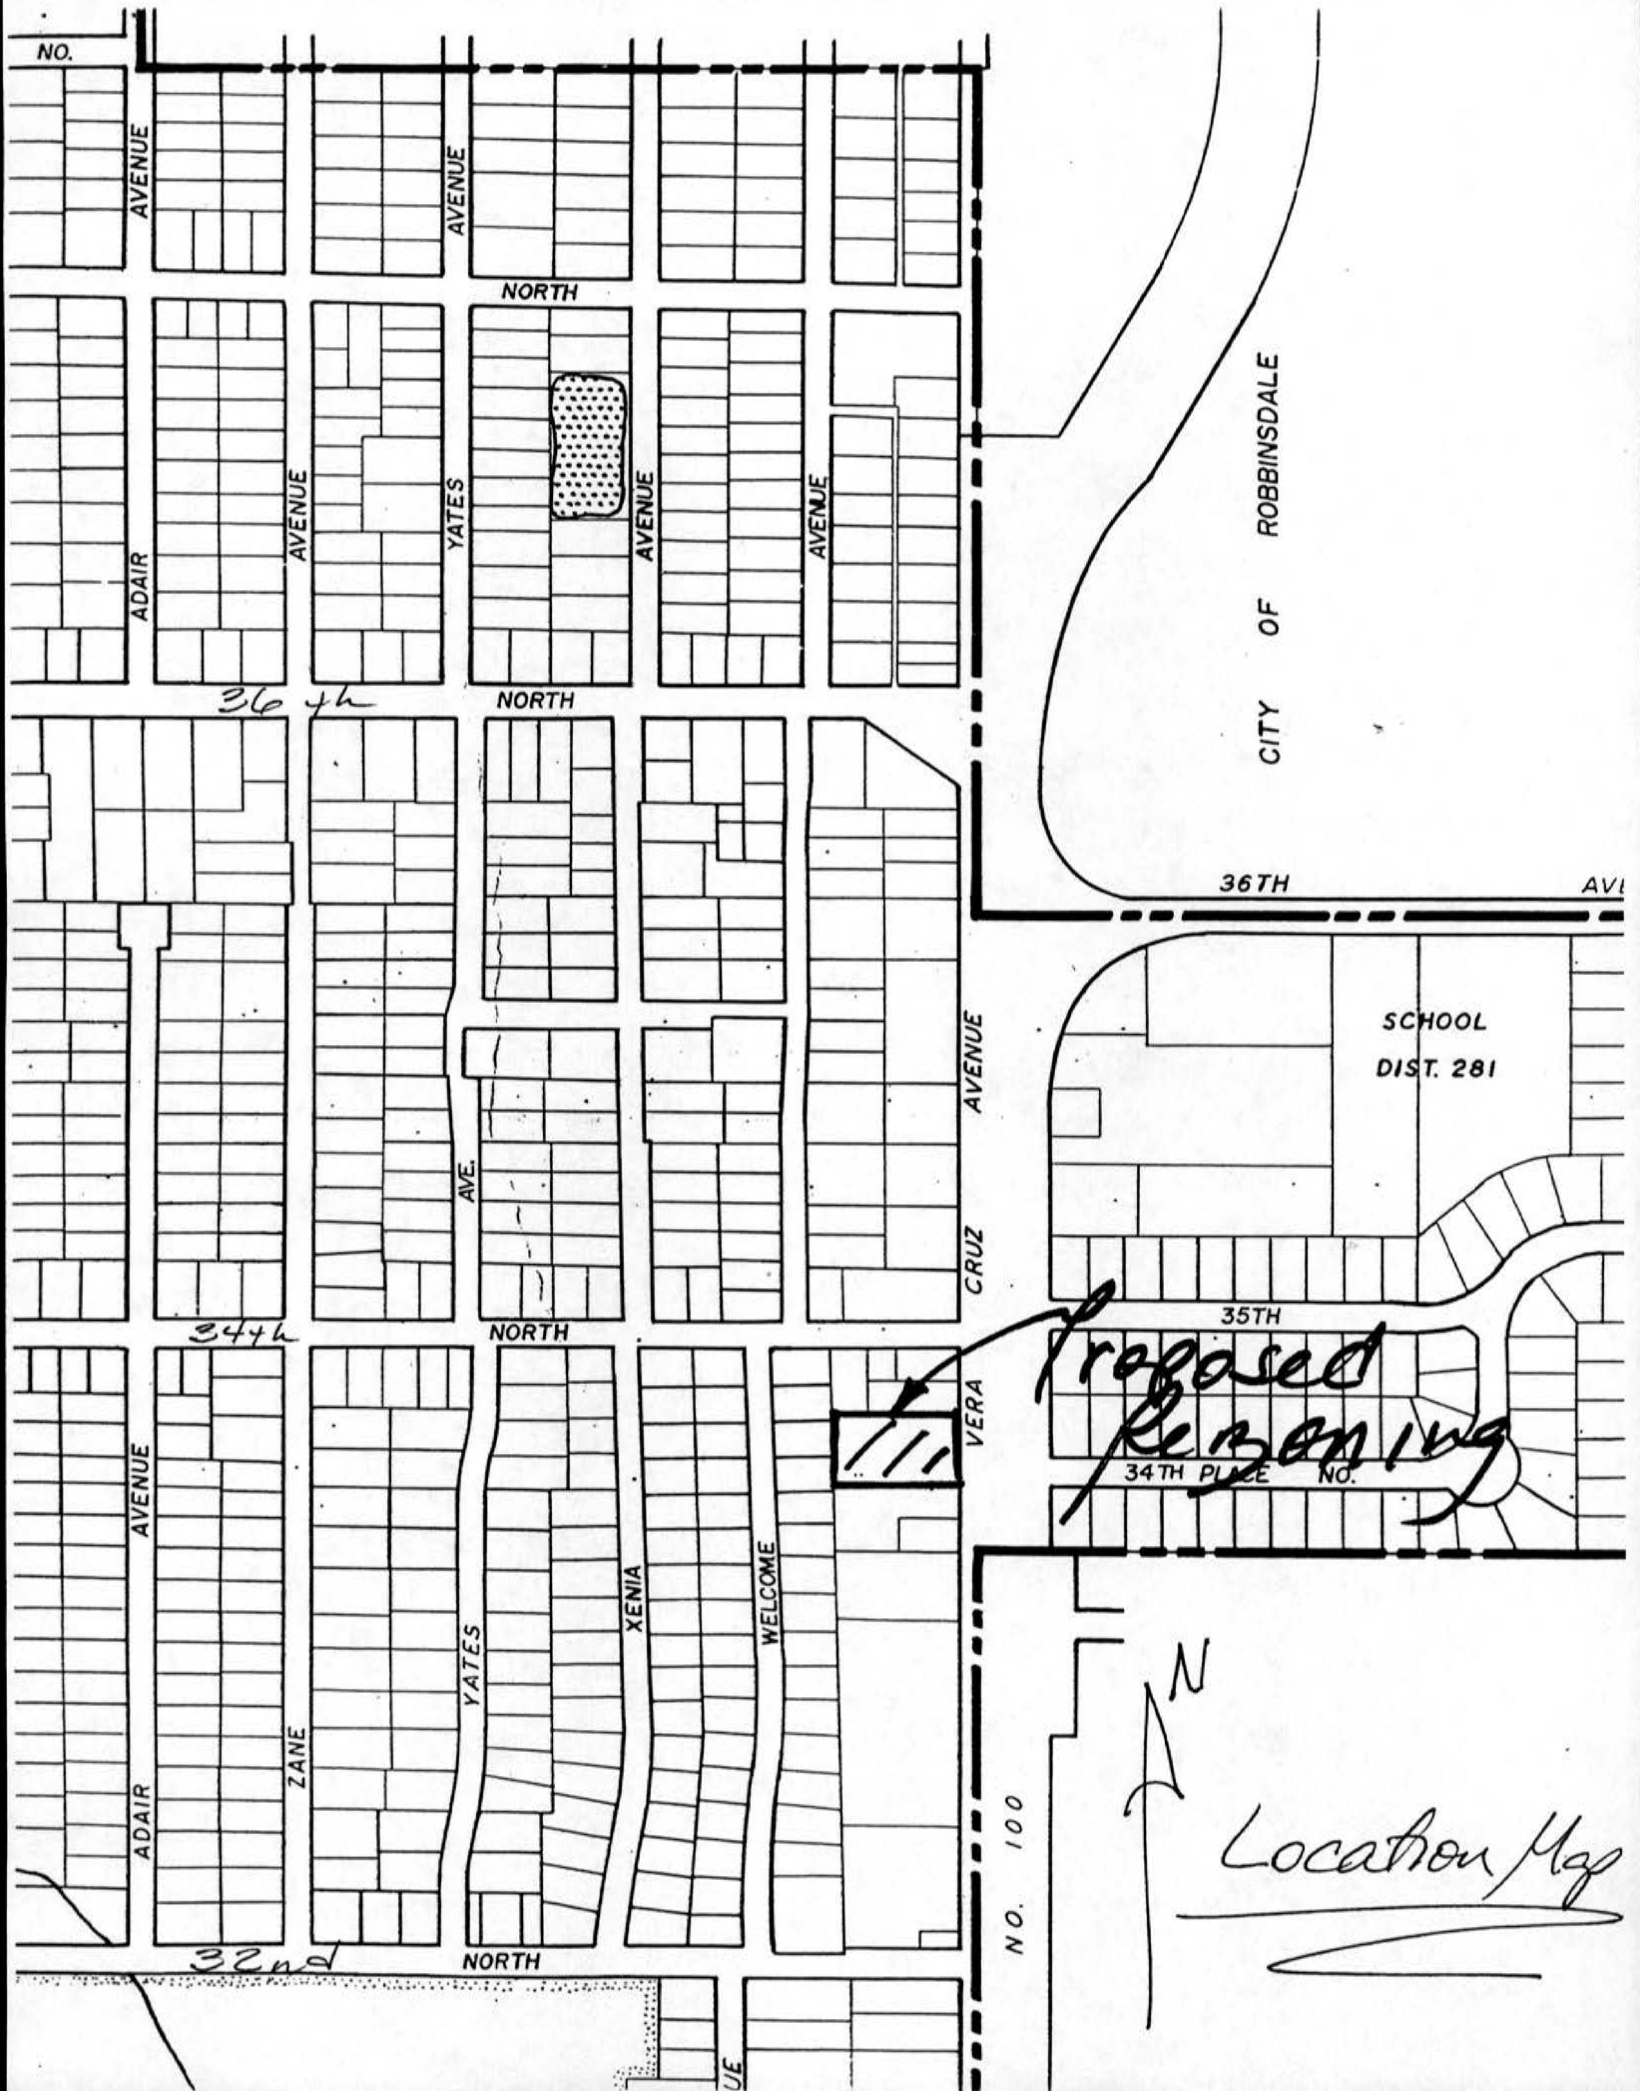 NO.
AVENUE
AVENUE
NORTH
CITY OF ROBBINSDALE
AVENUE
YATES
AVENUE
AVENUE
ADAIR
36th
NORTH
36TH
SCHOOL
DIST. 281
AVENUE
AVE.
CRUZ
34th
NORTH
35TH
Proposed
Rezoning
VERA
34TH PLACE NO.
AVENUE
XENIA
WELCOME
YATES
N
ZANE
ADAIR
NO. 100
Location Map
32nd
NORTH